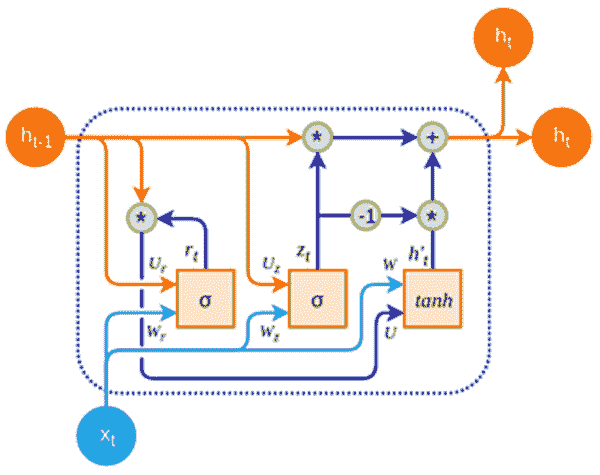 h_t
h_{t-1} * + h_t
* -1 *
r_t z_t h'_t
U_r U_z W
σ σ tanh
W_r W_z U
x_t